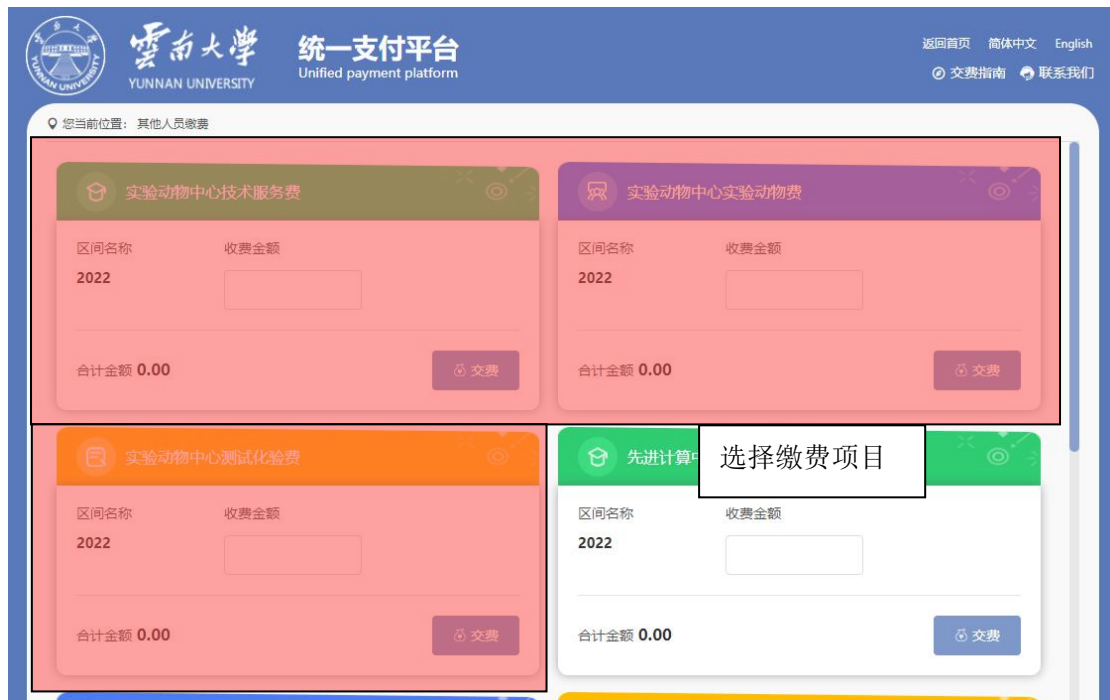 雲南大學
YUNNAN UNIVERSITY
统一支付平台
Unified payment platform
返回首页 简体中文 English
交费指南 联系我们
YUNNAN UNIVERSITY
您当前位置： 其他人员缴费
实验动物中心技术服务费
实验动物中心实验动物费
区间名称 收费金额
2022
合计金额 0.00
交费
区间名称 收费金额
2022
合计金额 0.00
交费
实验动物中心测试化验费
先进计算中
选择缴费项目
区间名称 收费金额
2022
合计金额 0.00
交费
区间名称 收费金额
2022
合计金额 0.00
交费